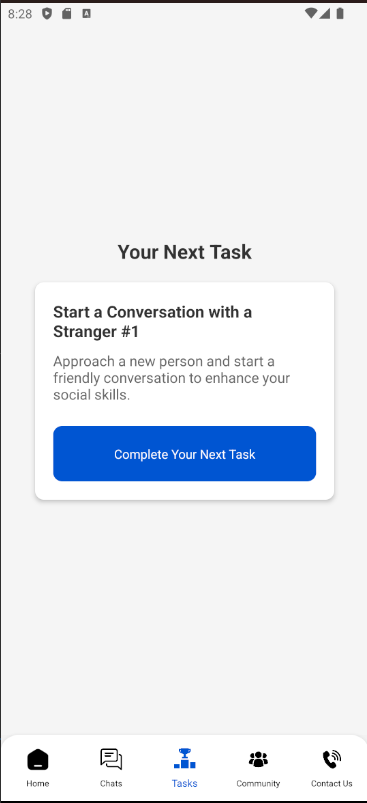 8:28
Your Next Task
Start a Conversation with a
Stranger #1
Approach a new person and start a
friendly conversation to enhance your
social skills.
Complete Your Next Task
Home
Chats
Tasks
Community
Contact Us